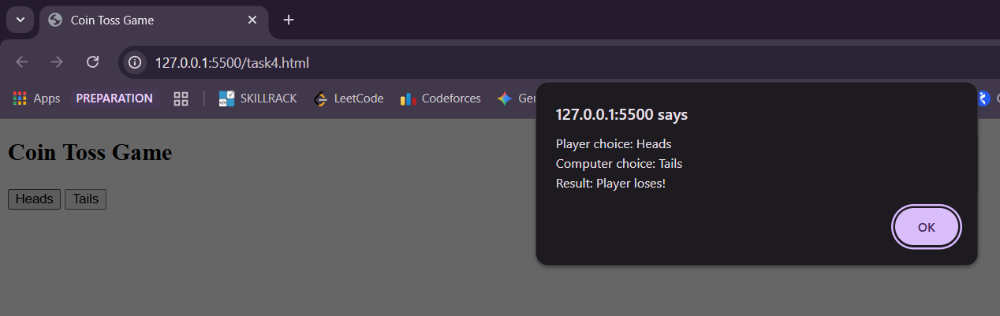 Coin Toss Game
127.0.0.1:5500/task4.html
Apps PREPARATION SKILLRACK LeetCode Codeforces
127.0.0.1:5500 says
Player choice: Heads
Computer choice: Tails
Result: Player loses!
OK
Coin Toss Game
Heads Tails